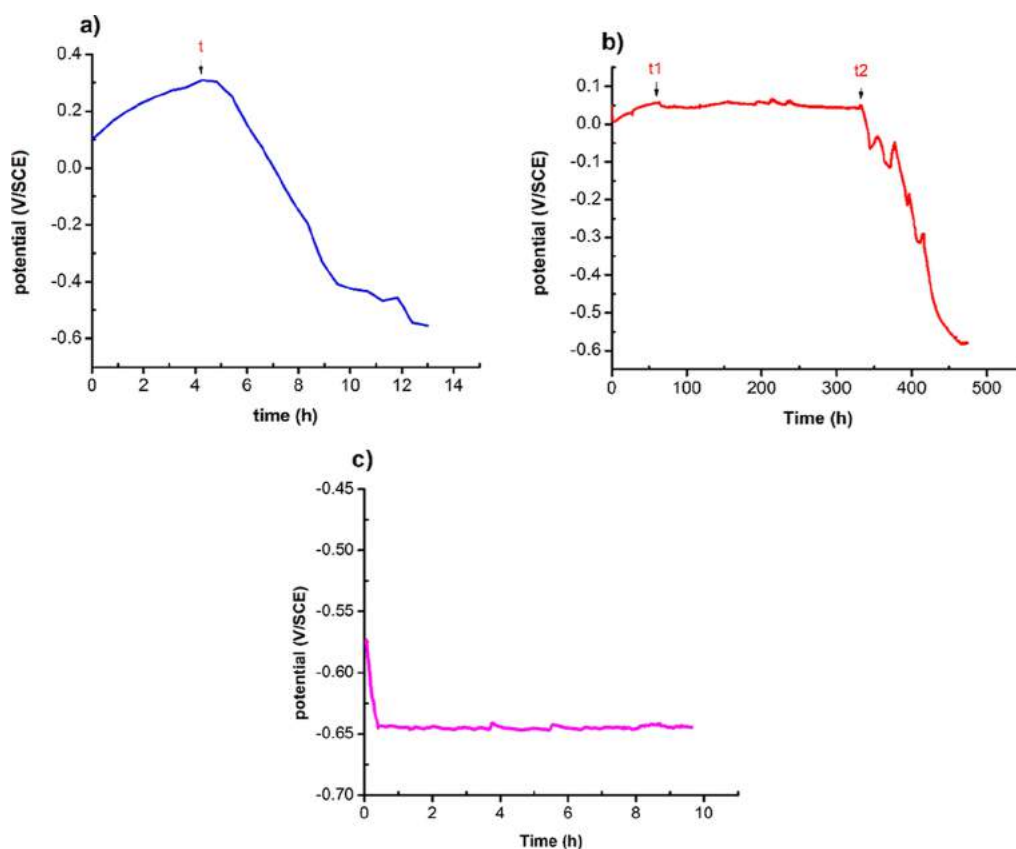 a)
t
0.4
0.2
0.0
-0.2
-0.4
-0.6
potential (V/SCE)
0 2 4 6 8 10 12 14
time (h)
b)
t1
t2
0.1
0.0
-0.1
-0.2
-0.3
-0.4
-0.5
-0.6
potential (V/SCE)
0 100 200 300 400 500
Time (h)
c)
-0.45
-0.50
-0.55
-0.60
-0.65
-0.70
potential (V/SCE)
0 2 4 6 8 10
Time (h)